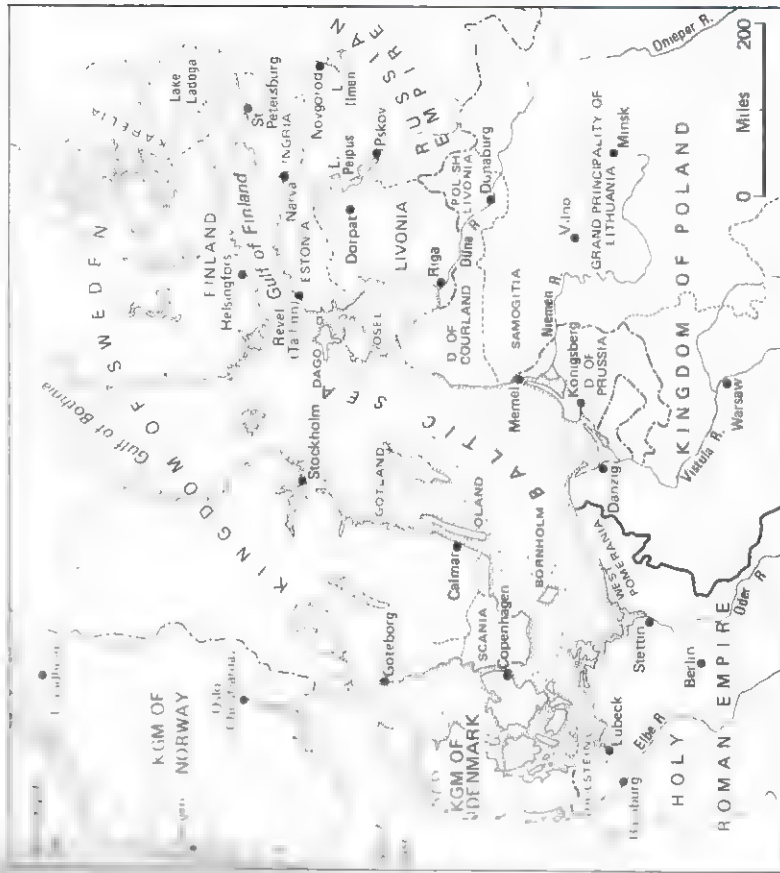 KGM OF
NORWAY
Oslo
Christiania
KINGDOM OF SWEDEN
Gulf of Bothnia
KARELIA
Lake
Ladoga
FINLAND
Helsingfors
Gulf of Finland
St
Petersburg
INGRIA
Narva
Revel
(Tallinn)
ESTONIA
Novgorod
L
Ilmen
RUSSIAN
EMPIRE
Stockholm
DAGO
OSEL
Dorpat
L.
Peipus
Pskov
LIVONIA
Goteborg
GOTLAND
BALTIC SEA
Riga
Duna R
POLISH
LIVONIA
Dunaburg
D OF
COURLAND
KGM OF
DENMARK
SCANIA
Copenhagen
Calmar
OLAND
BORNHOLM
Memel
SAMOGITIA
Niemen R
Vilno
GRAND PRINCIPALITY OF
LITHUANIA
Minsk
Dnieper R.
Konigsberg
D OF
PRUSSIA
HOLSTEIN
Hamburg
Lubeck
Elbe R
Stettin
WEST
POMERANIA
Danzig
HOLY
ROMAN EMPIRE
Berlin
Oder R
Vistula R.
Warsaw
KINGDOM OF POLAND
0 Miles 200